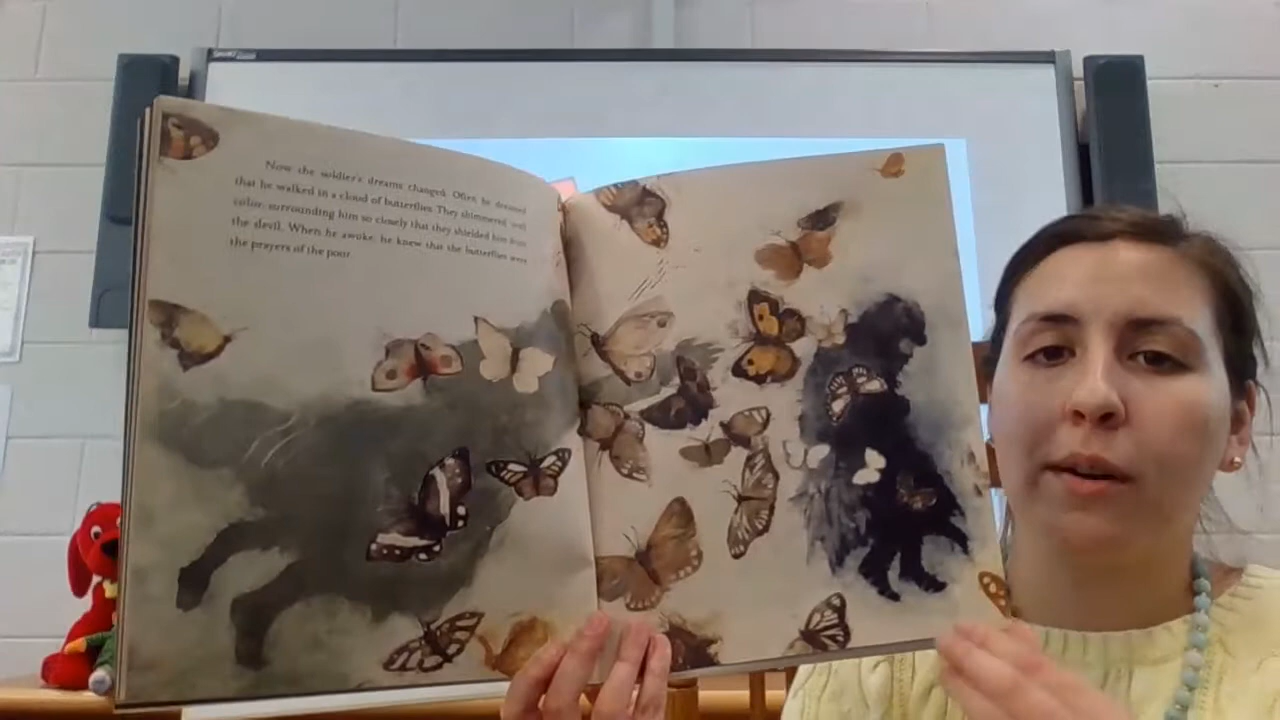 Now the soldier's dreams changed. Often he dreamed
that he walked in a cloud of butterflies. They shimmered with
color, surrounding him so closely that they shielded him from
the devil. When he awoke, he knew that the butterflies were
the prayers of the poor.